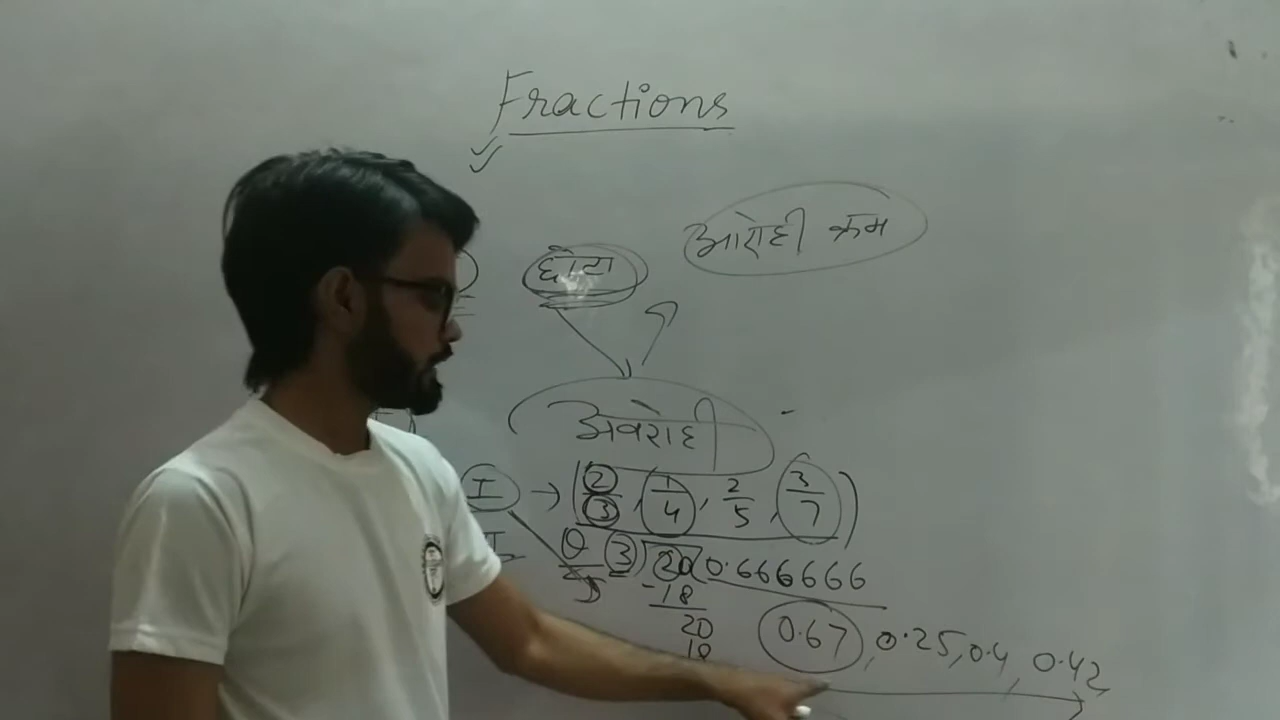 Fractions
आरोही क्रम
छोटा
अवरोही
I → (2/3, 1/4, 2/5, 3/7)
3) 20 (0.666666
-18
20
18
0.67, 0.25, 0.4, 0.42